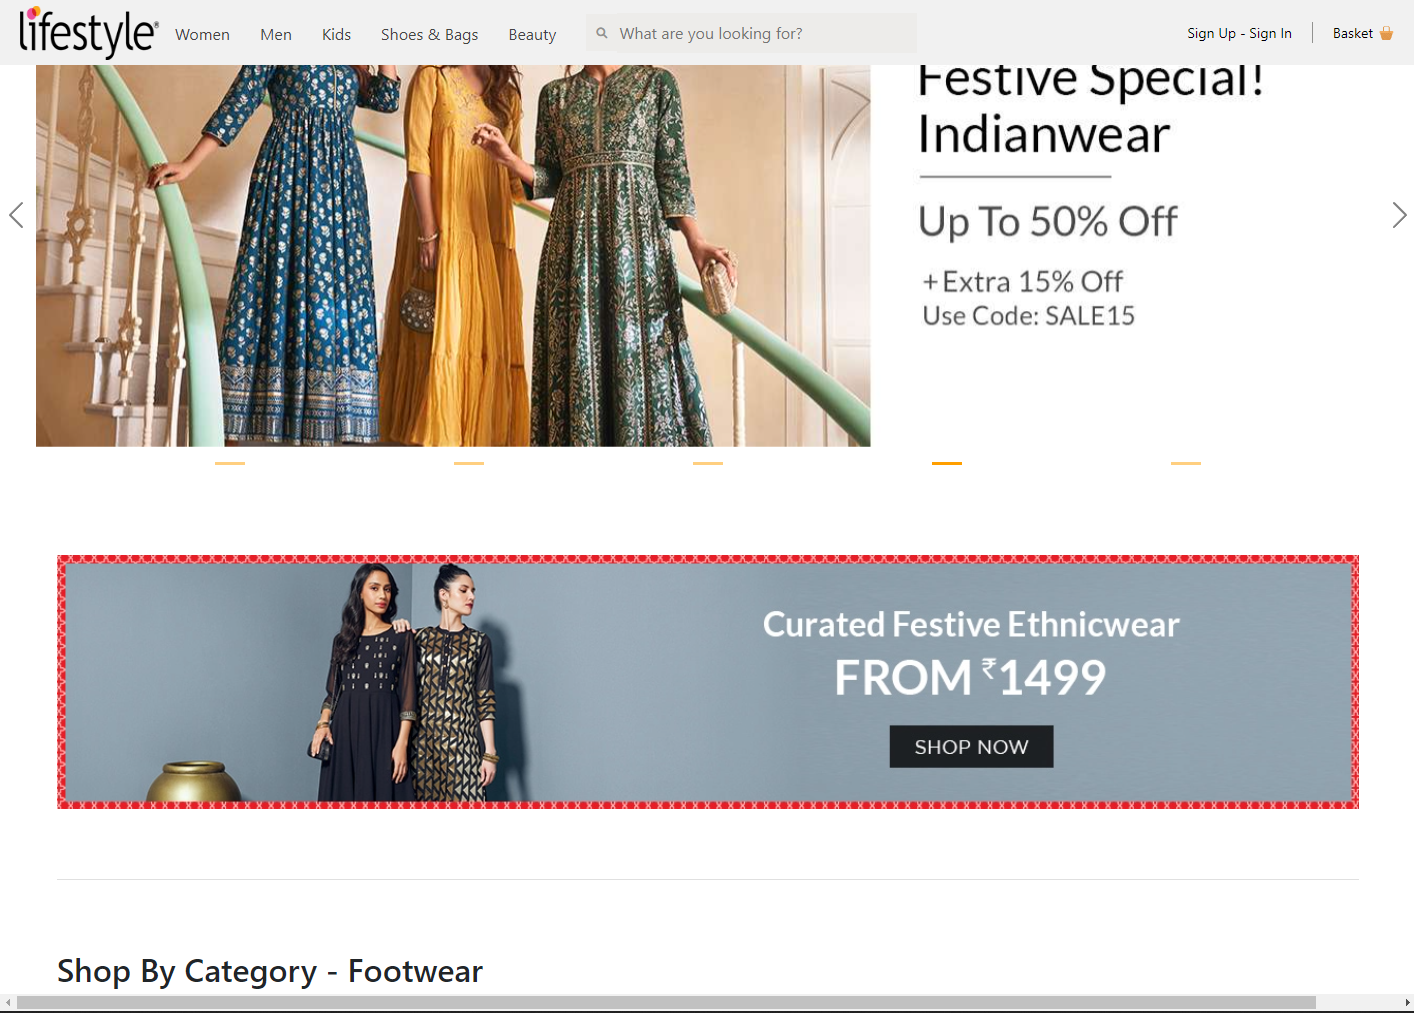 lifestyle®
Women
Men
Kids
Shoes & Bags
Beauty
What are you looking for?
Sign Up - Sign In
Basket
Festive Special!
Indianwear
Up To 50% Off
+Extra 15% Off
Use Code: SALE15
Curated Festive Ethnicwear
FROM ₹1499
SHOP NOW
Shop By Category - Footwear